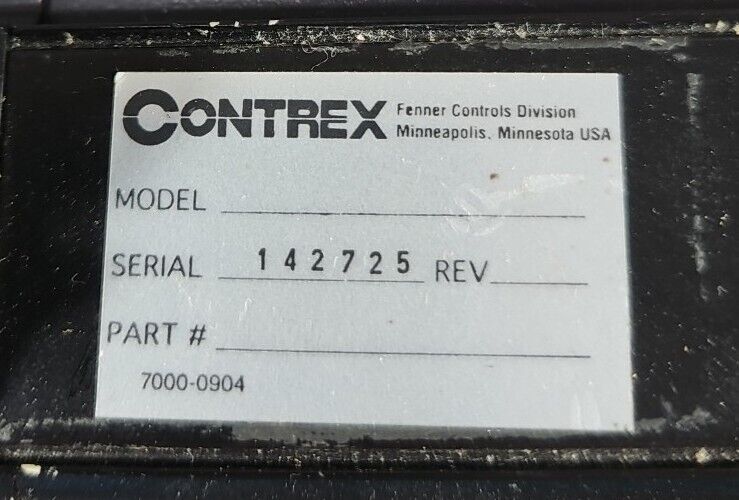 CONTREX Fenner Controls Division
Minneapolis, Minnesota USA
MODEL
SERIAL 142725 REV
PART #
7000-0904